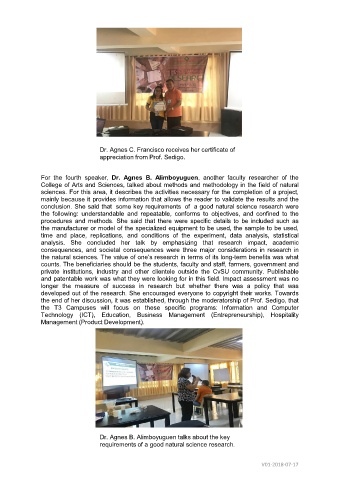 Dr. Agnes C. Francisco receives her certificate of
appreciation from Prof. Sedigo.
For the fourth speaker, Dr. Agnes B. Alimboyuguen, another faculty researcher of the
College of Arts and Sciences, talked about methods and methodology in the field of natural
sciences. For this area, it describes the activities necessary for the completion of a project,
mainly because it provides information that allows the reader to validate the results and the
conclusion. She said that some key requirements of a good natural science research were
the following: understandable and repeatable, conforms to objectives, and confined to the
procedures and methods. She said that there were specific details to be included such as
the manufacturer or model of the specialized equipment to be used, the sample to be used,
time and place, replications, and conditions of the experiment, data analysis, statistical
analysis. She concluded her talk by emphasizing that research impact, academic
consequences, and societal consequences were three major considerations in research in
the natural sciences. The value of one's research in terms of its long-term benefits was what
counts. The beneficiaries should be the students, faculty and staff, farmers, government and
private institutions, industry and other clientele outside the CvSU community. Publishable
and patentable work was what they were looking for in this field. Impact assessment was no
longer the measure of success in research but whether there was a policy that was
developed out of the research. She encouraged everyone to copyright their works. Towards
the end of her discussion, it was established, through the moderatorship of Prof. Sedigo, that
the T3 Campuses will focus on these specific programs: Information and Computer
Technology (ICT), Education, Business Management (Entrepreneurship), Hospitality
Management (Product Development).
Dr. Agnes B. Alimboyuguen talks about the key
requirements of a good natural science research.
V01-2018-07-17